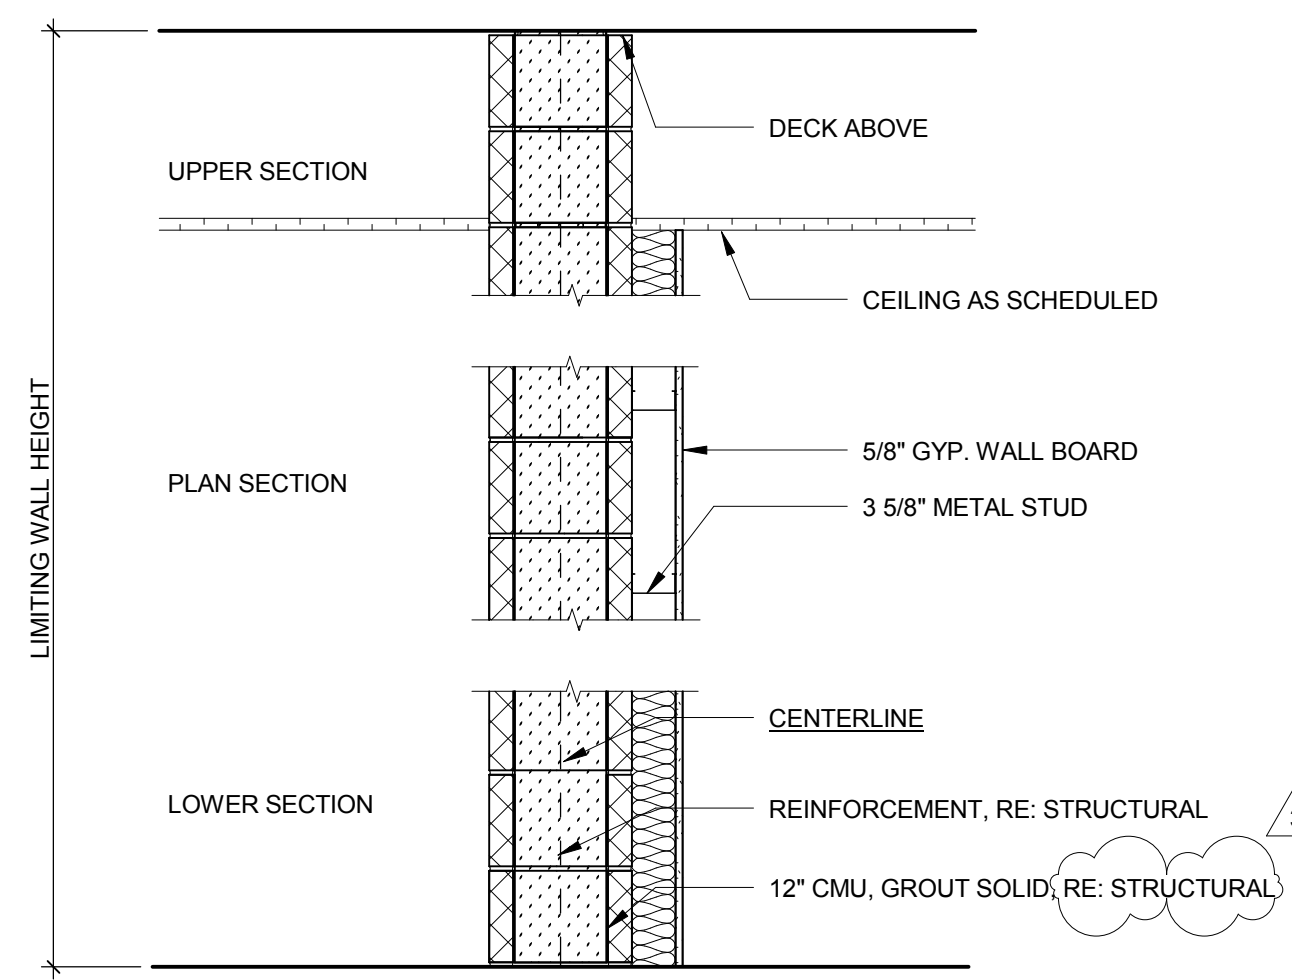 DECK ABOVE
UPPER SECTION
CEILING AS SCHEDULED
LIMITING WALL HEIGHT
5/8" GYP. WALL BOARD
PLAN SECTION
3 5/8" METAL STUD
CENTERLINE
LOWER SECTION
REINFORCEMENT, RE: STRUCTURAL
12" CMU, GROUT SOLID, RE: STRUCTURAL